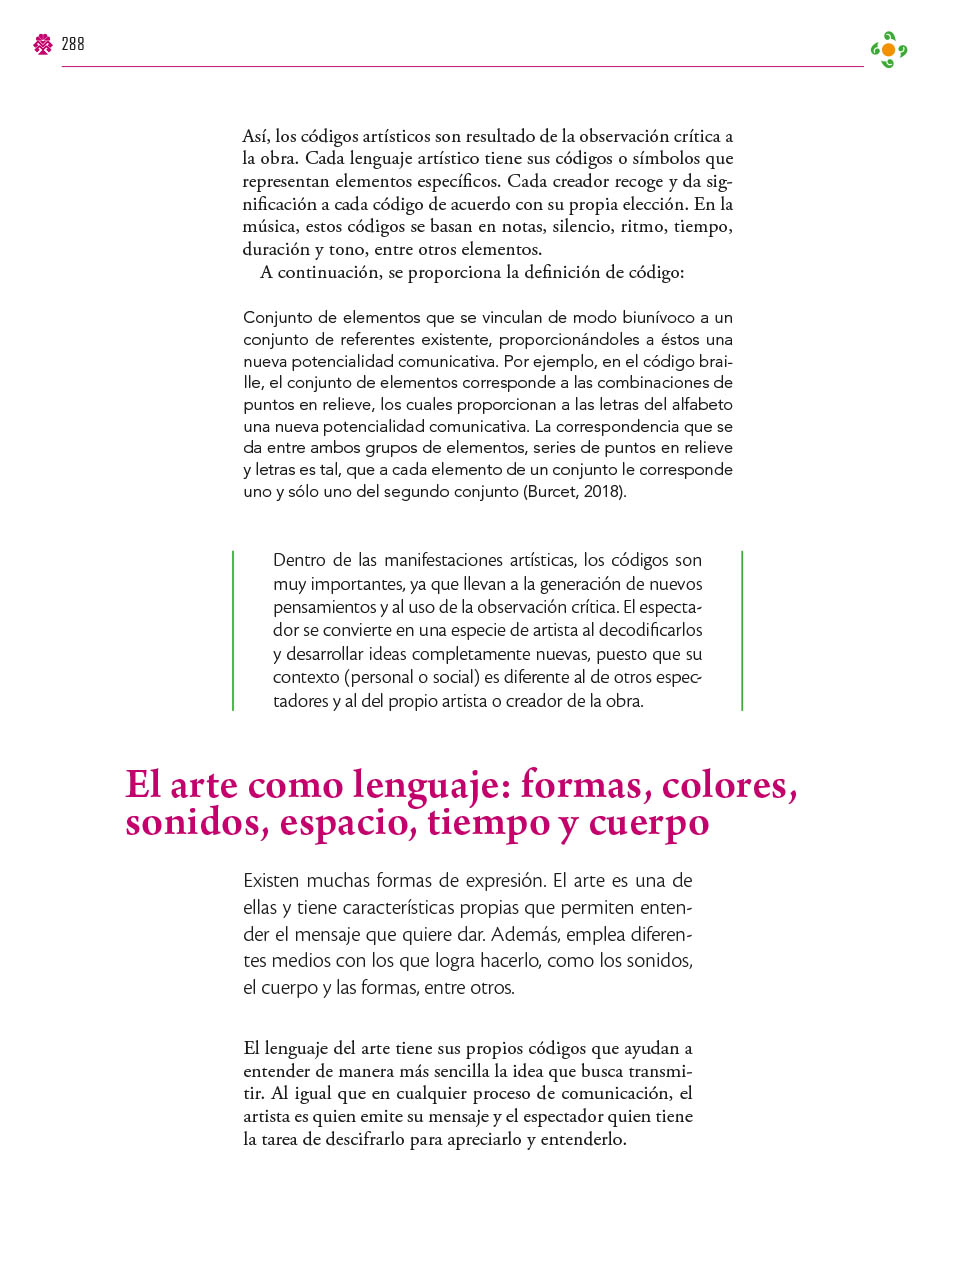 288
Así, los códigos artísticos son resultado de la observación crítica a
la obra. Cada lenguaje artístico tiene sus códigos o símbolos que
representan elementos específicos. Cada creador recoge y da sig-
nificación a cada código de acuerdo con su propia elección. En la
música, estos códigos se basan en notas, silencio, ritmo, tiempo,
duración y tono, entre otros elementos.
A continuación, se proporciona la definición de código:
Conjunto de elementos que se vinculan de modo biunívoco a un
conjunto de referentes existente, proporcionándoles a éstos una
nueva potencialidad comunicativa. Por ejemplo, en el código brai-
lle, el conjunto de elementos corresponde a las combinaciones de
puntos en relieve, los cuales proporcionan a las letras del alfabeto
una nueva potencialidad comunicativa. La correspondencia que se
da entre ambos grupos de elementos, series de puntos en relieve
y letras es tal, que a cada elemento de un conjunto le corresponde
uno y sólo uno del segundo conjunto (Burcet, 2018).
Dentro de las manifestaciones artísticas, los códigos son
muy importantes, ya que llevan a la generación de nuevos
pensamientos y al uso de la observación crítica. El especta-
dor se convierte en una especie de artista al decodificarlos
y desarrollar ideas completamente nuevas, puesto que su
contexto (personal o social) es diferente al de otros espec-
tadores y al del propio artista o creador de la obra.
El arte como lenguaje: formas, colores,
sonidos, espacio, tiempo y cuerpo
Existen muchas formas de expresión. El arte es una de
ellas y tiene características propias que permiten enten-
der el mensaje que quiere dar. Además, emplea diferen-
tes medios con los que logra hacerlo, como los sonidos,
el cuerpo y las formas, entre otros.
El lenguaje del arte tiene sus propios códigos que ayudan a
entender de manera más sencilla la idea que busca transmi-
tir. Al igual que en cualquier proceso de comunicación, el
artista es quien emite su mensaje y el espectador quien tiene
la tarea de descifrarlo para apreciarlo y entenderlo.